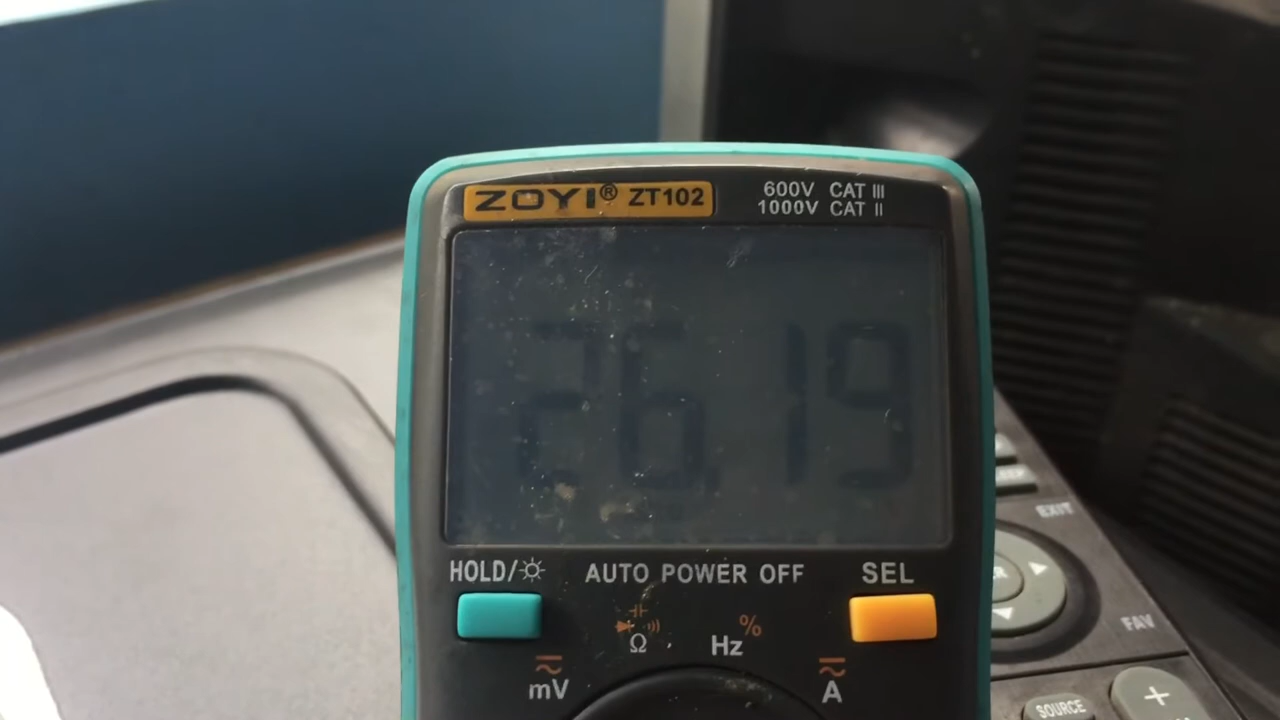 ZOYI® ZT102
600V CAT III
1000V CAT II
26.19
HOLD/
AUTO POWER OFF
SEL
Ω
Hz %
mV
A
EXIT
FAV
SOURCE
+